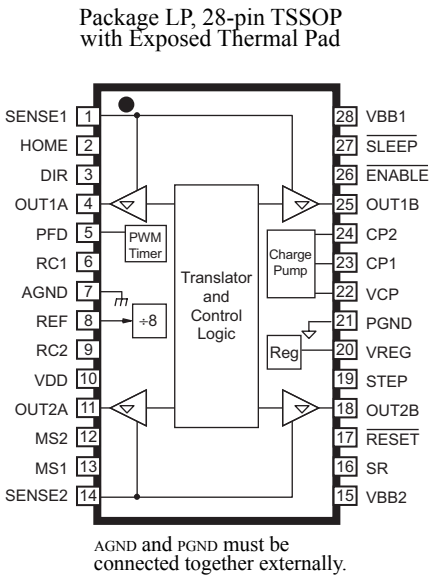 Package LP, 28-pin TSSOP
with Exposed Thermal Pad
SENSE1 1
HOME 2
DIR 3
OUT1A 4
PFD 5
RC1 6
AGND 7
REF 8
RC2 9
VDD 10
OUT2A 11
MS2 12
MS1 13
SENSE2 14
PWM
Timer
÷8
Translator
and
Control
Logic
Charge
Pump
Reg
28 VBB1
27 SLEEP
26 ENABLE
25 OUT1B
24 CP2
23 CP1
22 VCP
21 PGND
20 VREG
19 STEP
18 OUT2B
17 RESET
16 SR
15 VBB2
AGND and PGND must be
connected together externally.